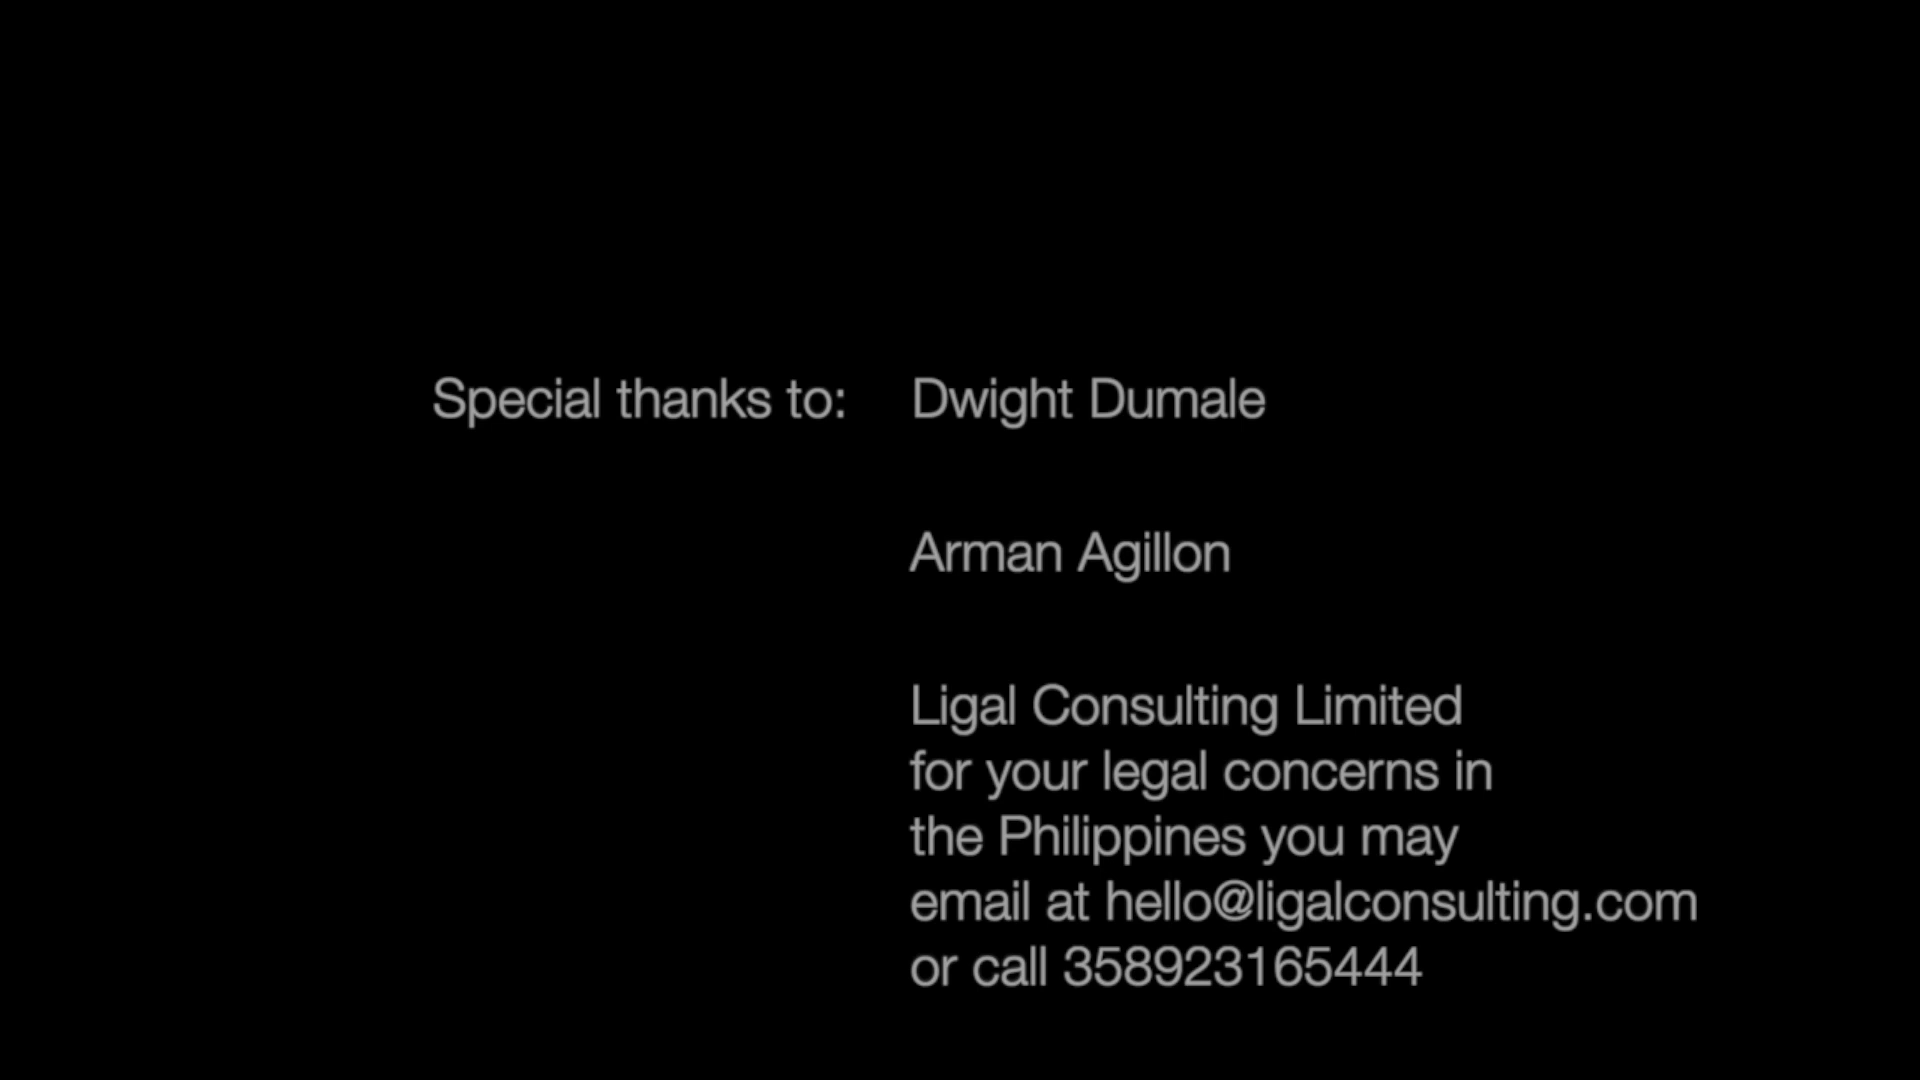 Special thanks to: Dwight Dumale
Arman Agillon
Ligal Consulting Limited
for your legal concerns in
the Philippines you may
email at hello@ligalconsulting.com
or call 358923165444